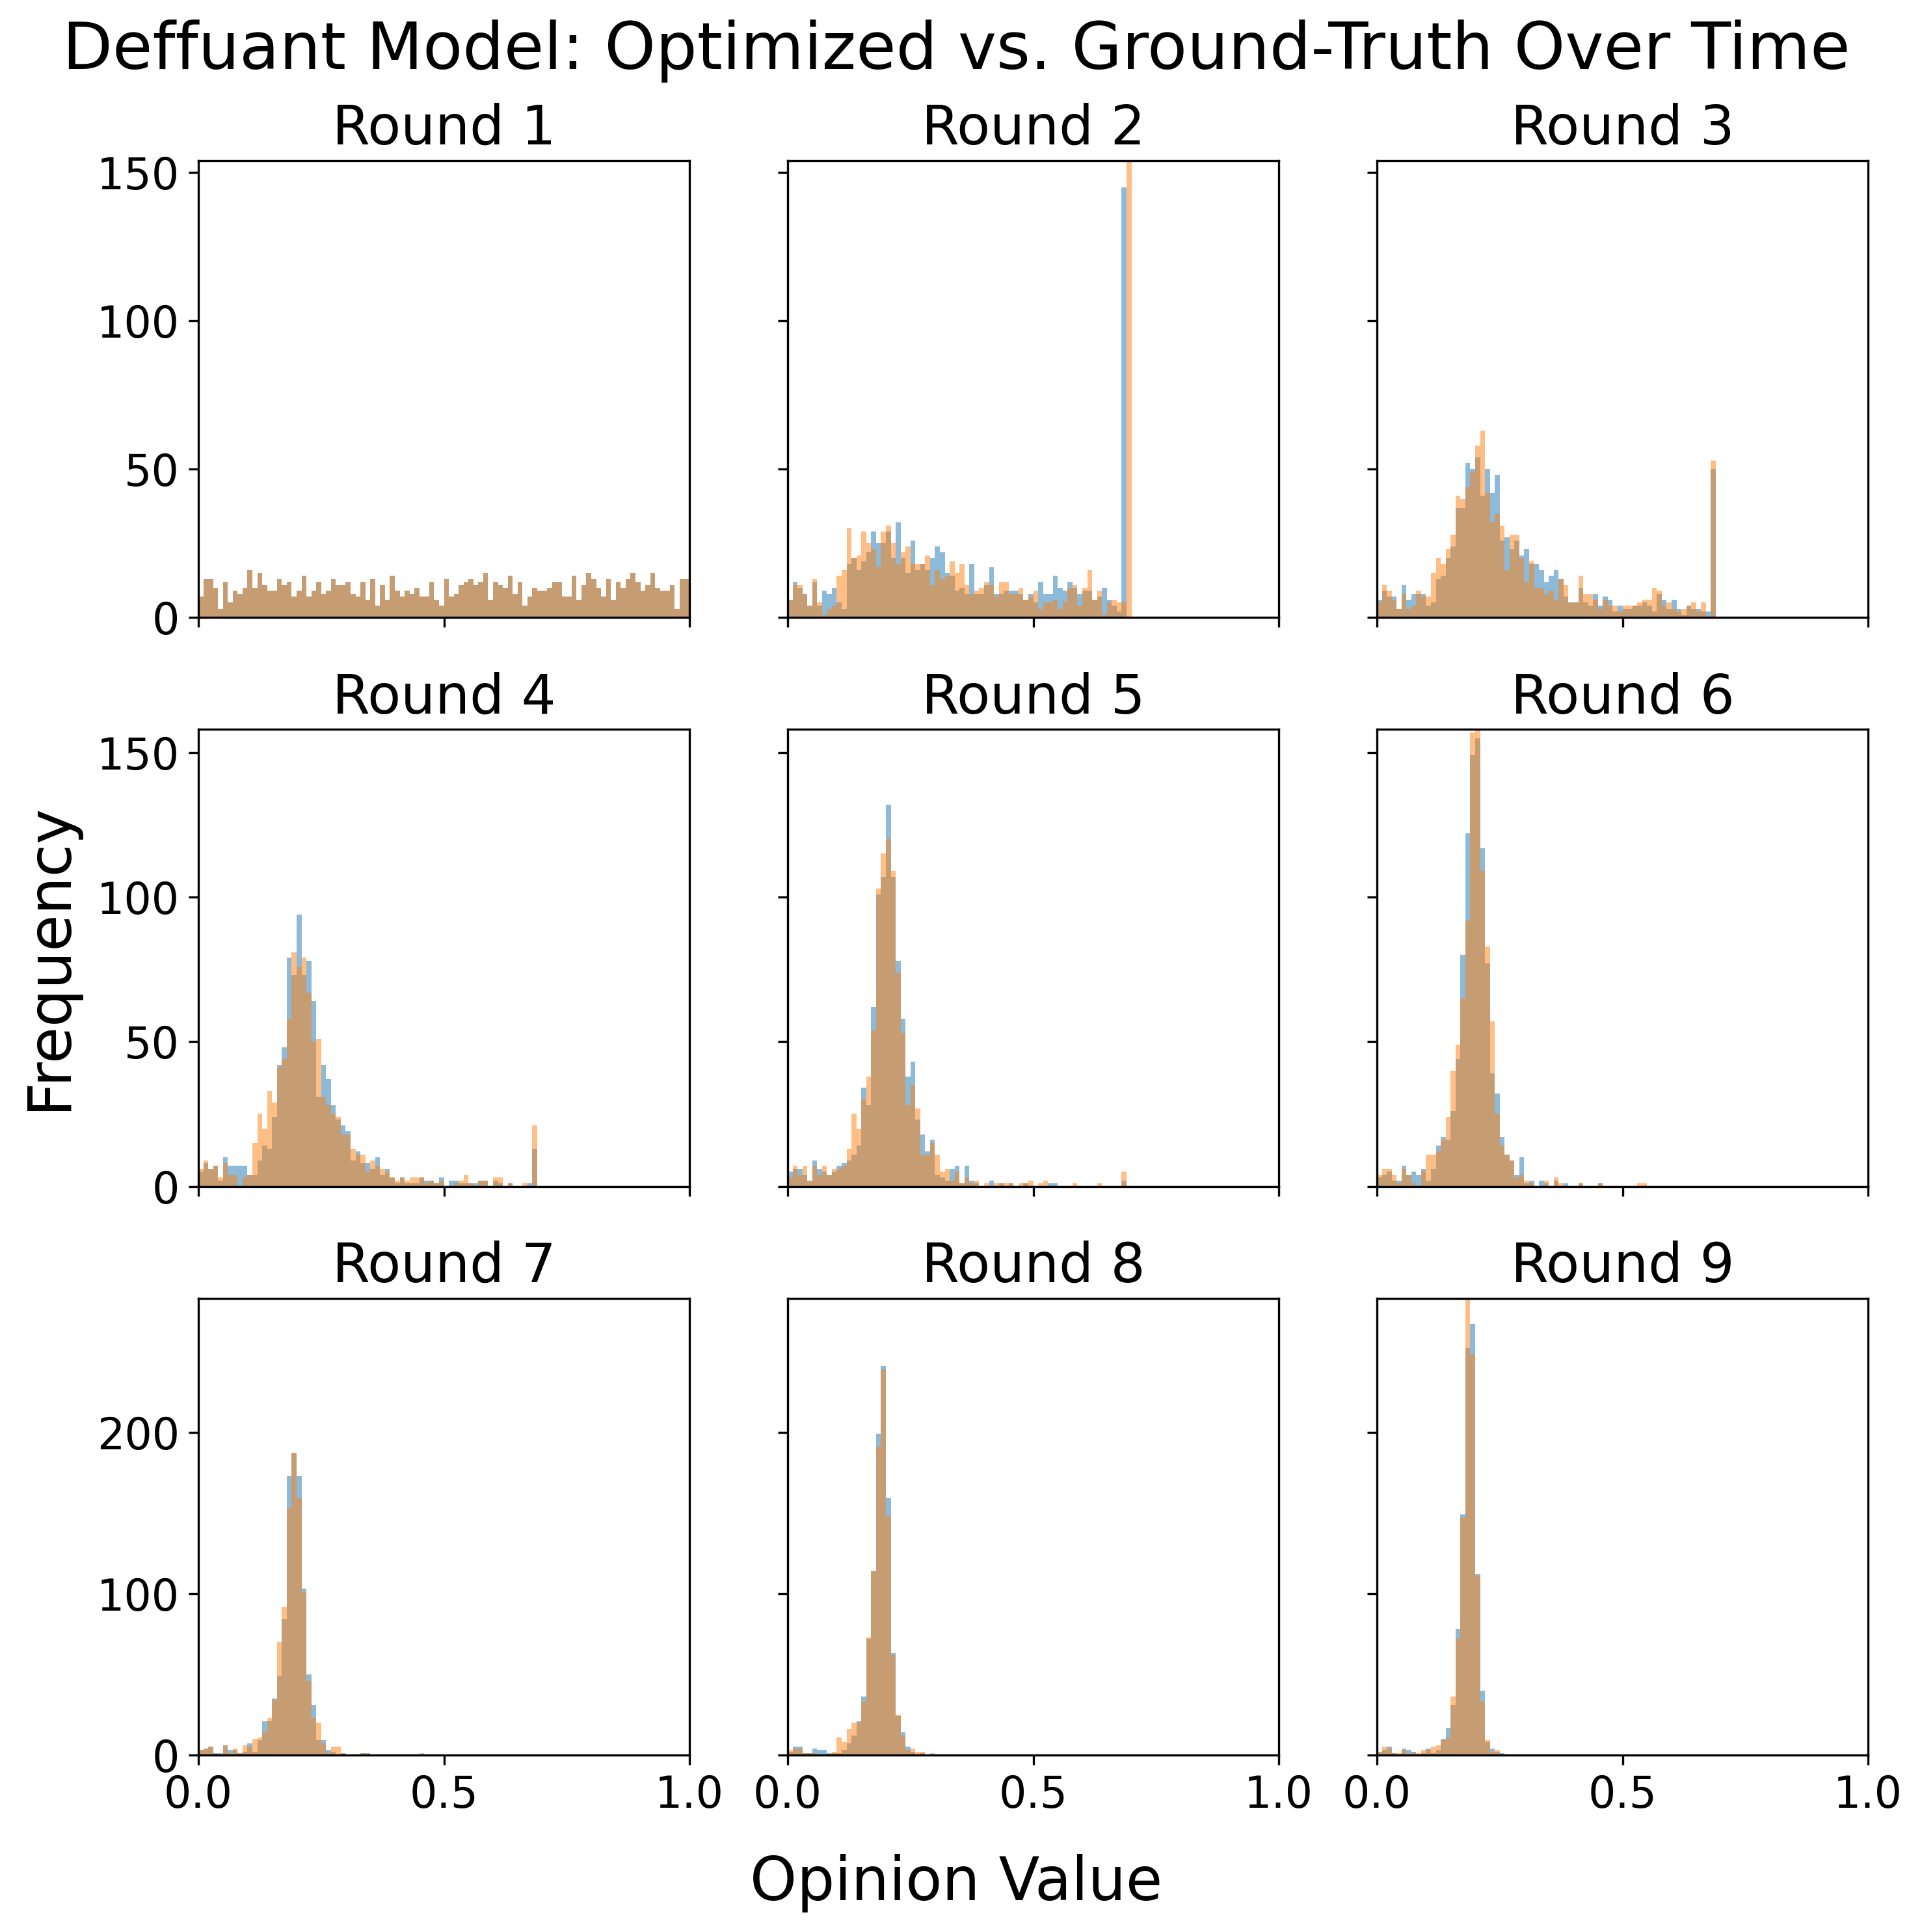 Deffuant Model: Optimized vs. Ground-Truth Over Time
Round 1
Round 2
Round 3
150
100
50
0
Round 4
Round 5
Round 6
150
100
50
0
Frequency
Round 7
Round 8
Round 9
200
100
0
0.0 0.5 1.0
0.0 0.5 1.0
0.0 0.5 1.0
Opinion Value